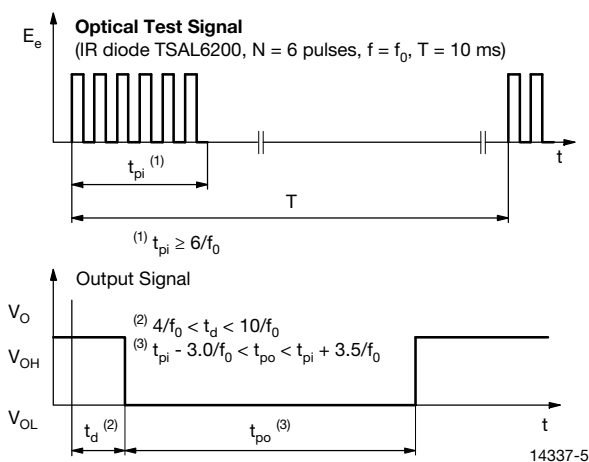 Optical Test Signal
E_e
(IR diode TSAL6200, N = 6 pulses, f = f_0, T = 10 ms)
t
t_pi (1)
T
(1) t_pi ≥ 6/f_0
Output Signal
V_O
(2) 4/f_0 < t_d < 10/f_0
(3) t_pi - 3.0/f_0 < t_po < t_pi + 3.5/f_0
V_OH
V_OL
t_d (2)
t_po (3)
t
14337-5